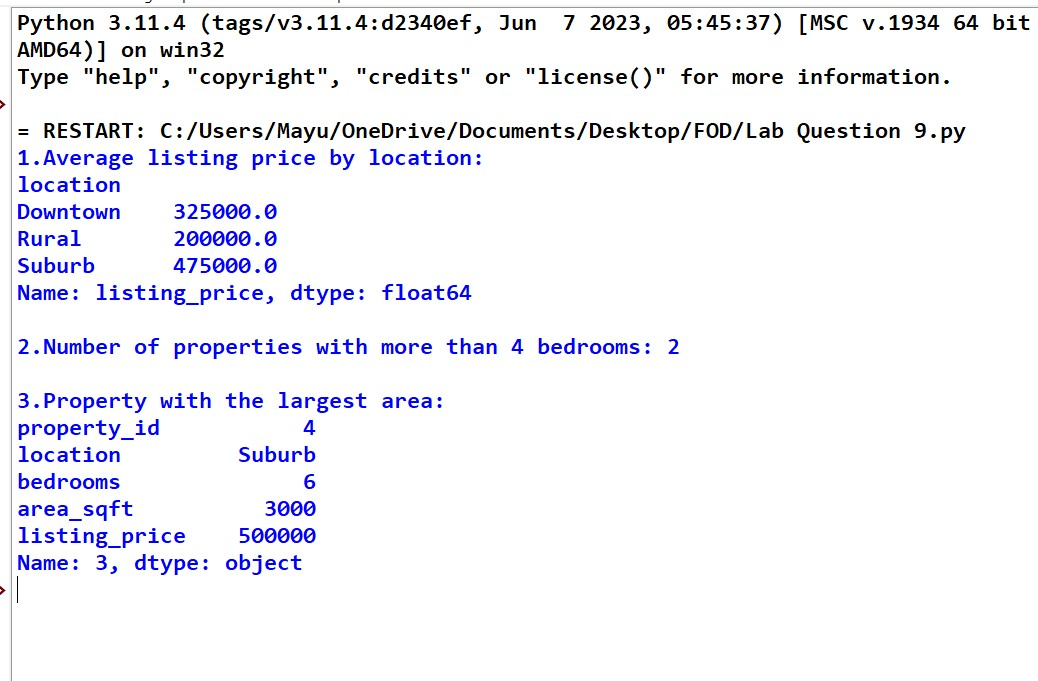 Python 3.11.4 (tags/v3.11.4:d2340ef, Jun  7 2023, 05:45:37) [MSC v.1934 64 bit
AMD64)] on win32
Type "help", "copyright", "credits" or "license()" for more information.
= RESTART: C:/Users/Mayu/OneDrive/Documents/Desktop/FOD/Lab Question 9.py
1.Average listing price by location:
location
Downtown    325000.0
Rural       200000.0
Suburb      475000.0
Name: listing_price, dtype: float64
2.Number of properties with more than 4 bedrooms: 2
3.Property with the largest area:
property_id           4
location         Suburb
bedrooms              6
area_sqft          3000
listing_price    500000
Name: 3, dtype: object